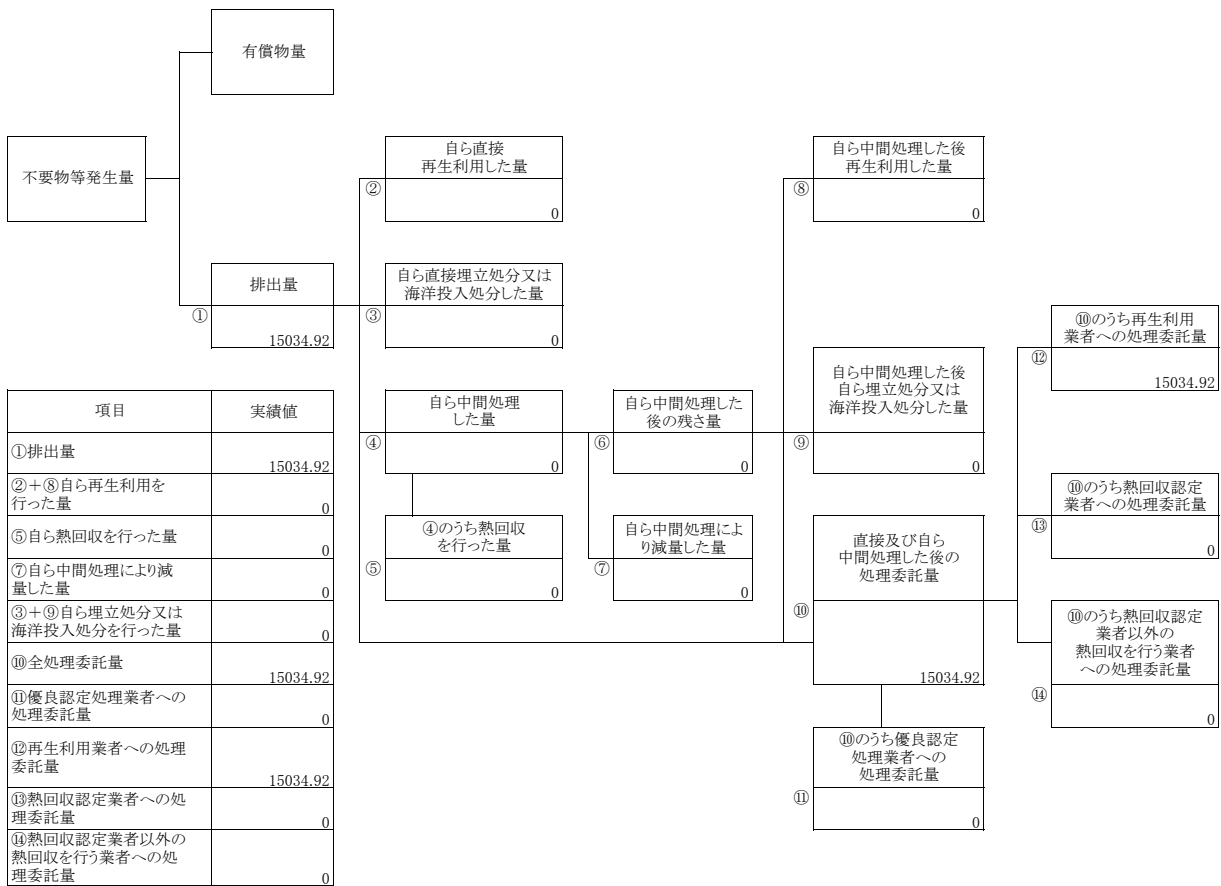 有償物量
不要物等発生量
自ら直接
再生利用した量
②
0
自ら中間処理した後
再生利用した量
⑧
0
排出量
①
15034.92
自ら直接埋立処分又は
海洋投入処分した量
③
0
⑩のうち再生利用
業者への処理委託量
⑫
15034.92
自ら中間処理
した量
④
0
自ら中間処理した
後の残さ量
⑥
0
自ら中間処理した後
自ら埋立処分又は
海洋投入処分した量
⑨
0
⑩のうち熱回収認定
業者への処理委託量
⑬
0
④のうち熱回収
を行った量
⑤
0
自ら中間処理によ
り減量した量
⑦
0
直接及び自ら
中間処理した後の
処理委託量
⑩
15034.92
⑩のうち熱回収認定
業者以外の
熱回収を行う業者
への処理委託量
⑭
0
⑩のうち優良認定
処理業者への
処理委託量
⑪
0
項目 実績値
①排出量
15034.92
②+⑧自ら再生利用を
行った量
0
⑤自ら熱回収を行った量
0
⑦自ら中間処理により減
量した量
0
③+⑨自ら埋立処分又は
海洋投入処分を行った量
0
⑩全処理委託量
15034.92
⑪優良認定処理業者への
処理委託量
0
⑫再生利用業者への処理
委託量
15034.92
⑬熱回収認定業者への処
理委託量
0
⑭熱回収認定業者以外の
熱回収を行う業者への処
理委託量
0